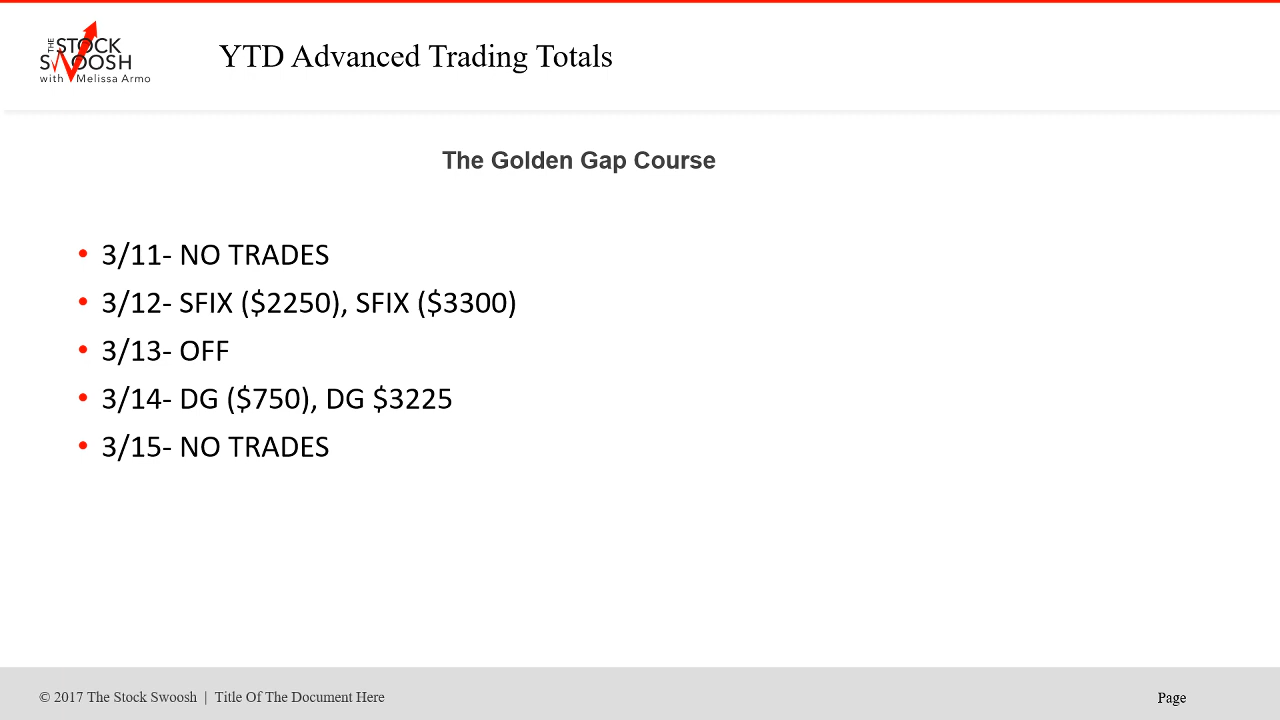 THE
STOCK
SWOOSH
with Melissa Armo
YTD Advanced Trading Totals
The Golden Gap Course
• 3/11- NO TRADES
• 3/12- SFIX ($2250), SFIX ($3300)
• 3/13- OFF
• 3/14- DG ($750), DG $3225
• 3/15- NO TRADES
© 2017 The Stock Swoosh | Title Of The Document Here
Page